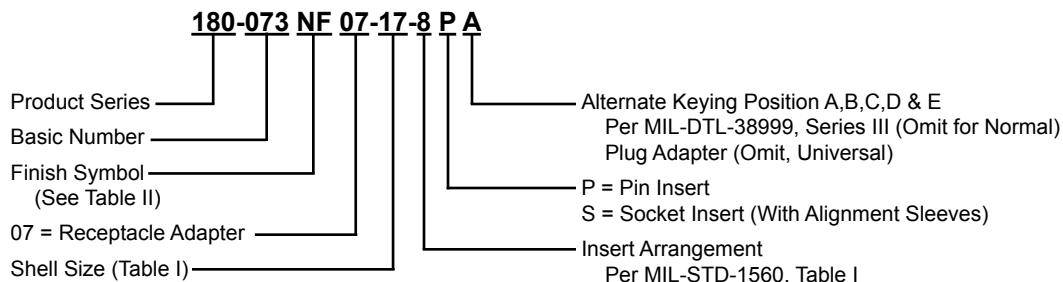 180-073 NF 07-17-8 P A
Product Series
Basic Number
Finish Symbol
(See Table II)
07 = Receptacle Adapter
Shell Size (Table I)
Alternate Keying Position A,B,C,D & E
Per MIL-DTL-38999, Series III (Omit for Normal)
Plug Adapter (Omit, Universal)
P = Pin Insert
S = Socket Insert (With Alignment Sleeves)
Insert Arrangement
Per MIL-STD-1560, Table I